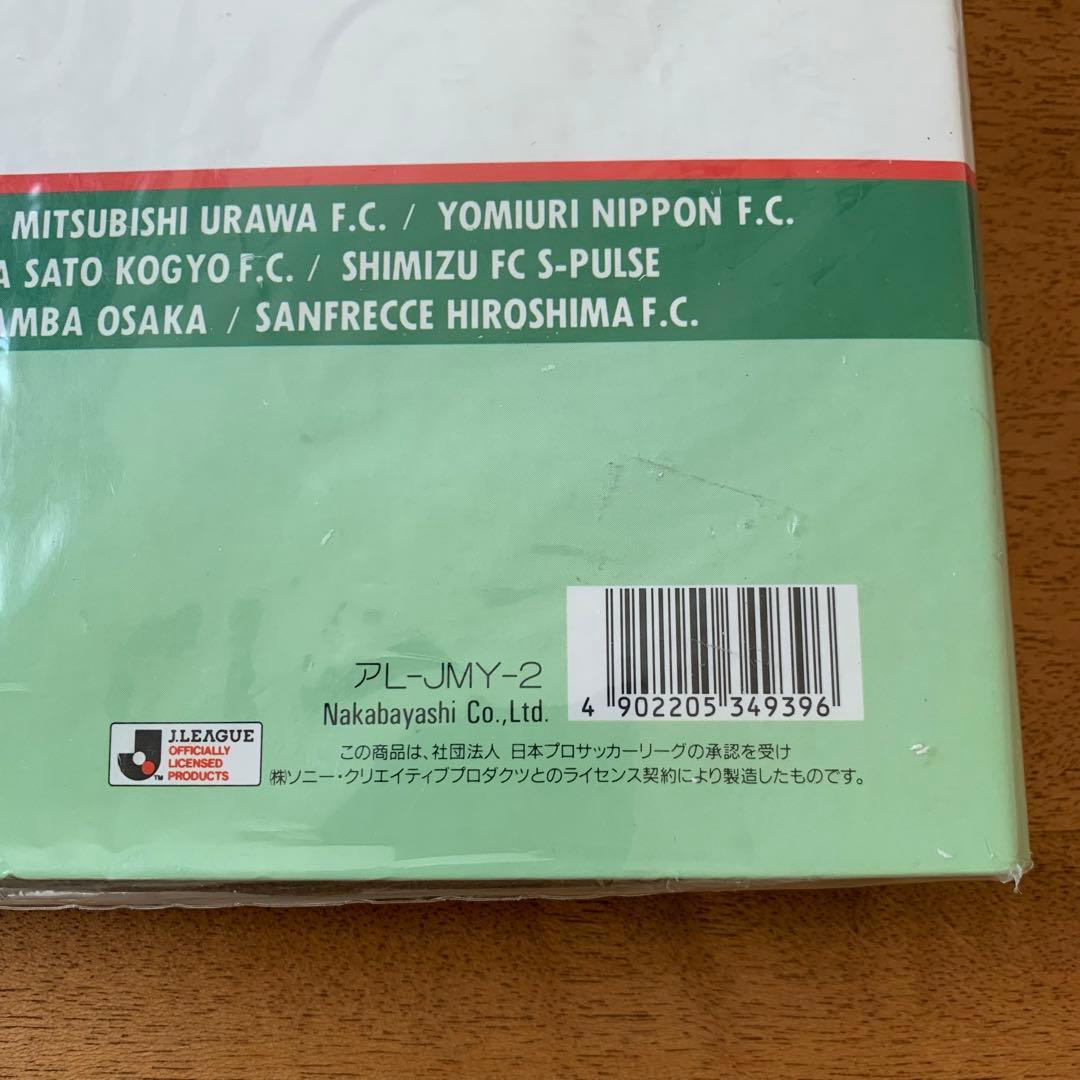 MITSUBISHI URAWA F.C. / YOMIURI NIPPON F.C.
SATO KOGYO F.C. / SHIMIZU FC S-PULSE
OSAKA / SANFRECCE HIROSHIMA F.C.
アL-JMY-2
Nakabayashi Co.,Ltd.
4 902205 349396
J.LEAGUE
OFFICIALLY
LICENSED
PRODUCTS
TM
この商品は、社団法人 日本プロサッカーリーグの承認を受け
㈱ソニー・クリエイティブプロダクツとのライセンス契約により製造したものです。